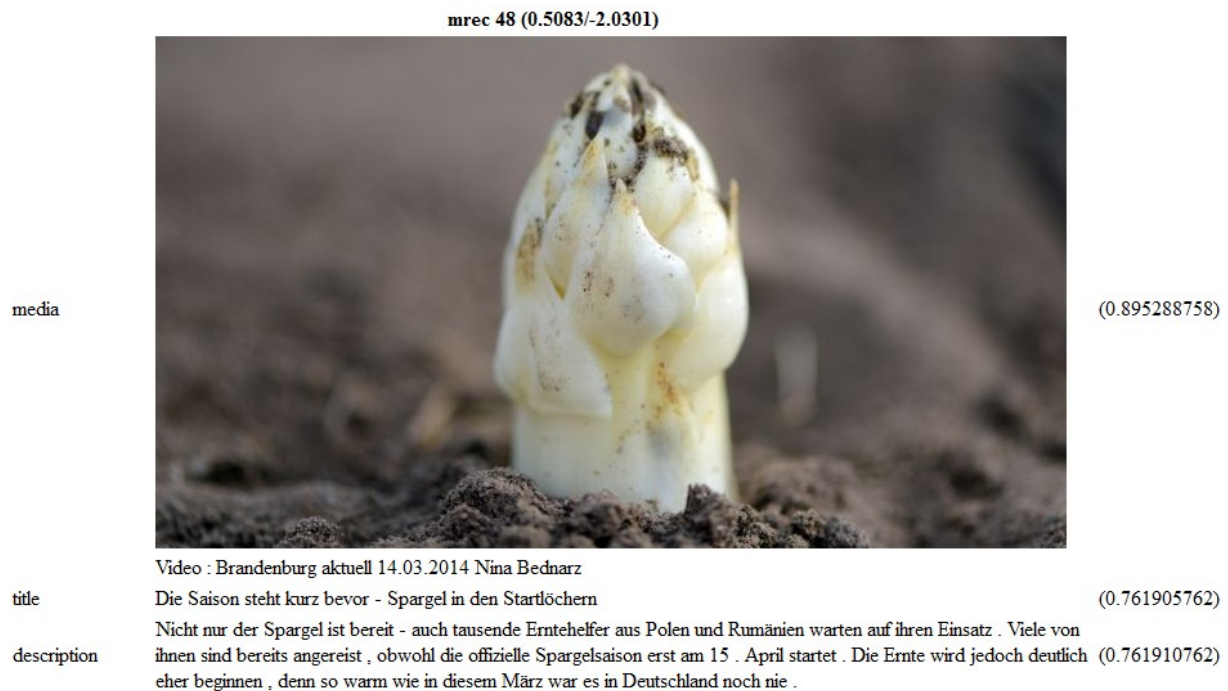 mrec 48 (0.5083/-2.0301)
media (0.895288758)
Video : Brandenburg aktuell 14.03.2014 Nina Bednarz
title Die Saison steht kurz bevor - Spargel in den Startlöchern (0.761905762)
Nicht nur der Spargel ist bereit - auch tausende Erntehelfer aus Polen und Rumänien warten auf ihren Einsatz . Viele von
description ihnen sind bereits angereist , obwohl die offizielle Spargelsaison erst am 15 . April startet . Die Ernte wird jedoch deutlich (0.761910762)
eher beginnen , denn so warm wie in diesem März war es in Deutschland noch nie .